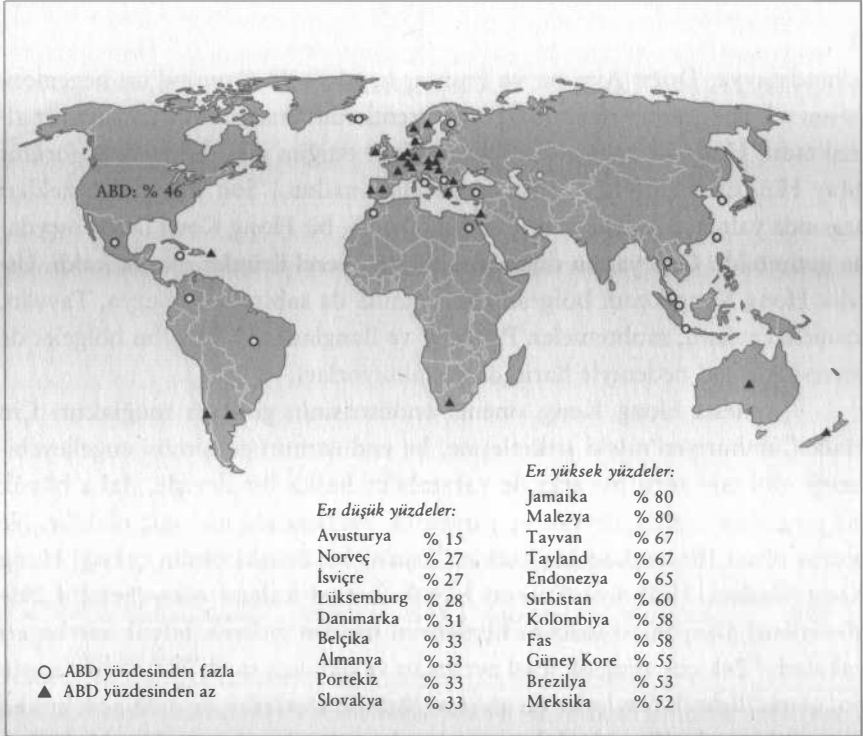 ABD: % 46
En düşük yüzdeler:
Avusturya % 15
Norveç % 27
İsviçre % 27
Lüksemburg % 28
Danimarka % 31
Belçika % 33
Almanya % 33
Portekiz % 33
Slovakya % 33
En yüksek yüzdeler:
Jamaika % 80
Malezya % 80
Tayvan % 67
Tayland % 67
Endonezya % 65
Sırbistan % 60
Kolombiya % 58
Fas % 58
Güney Kore % 55
Brezilya % 53
Meksika % 52
ABD yüzdesinden fazla
ABD yüzdesinden az